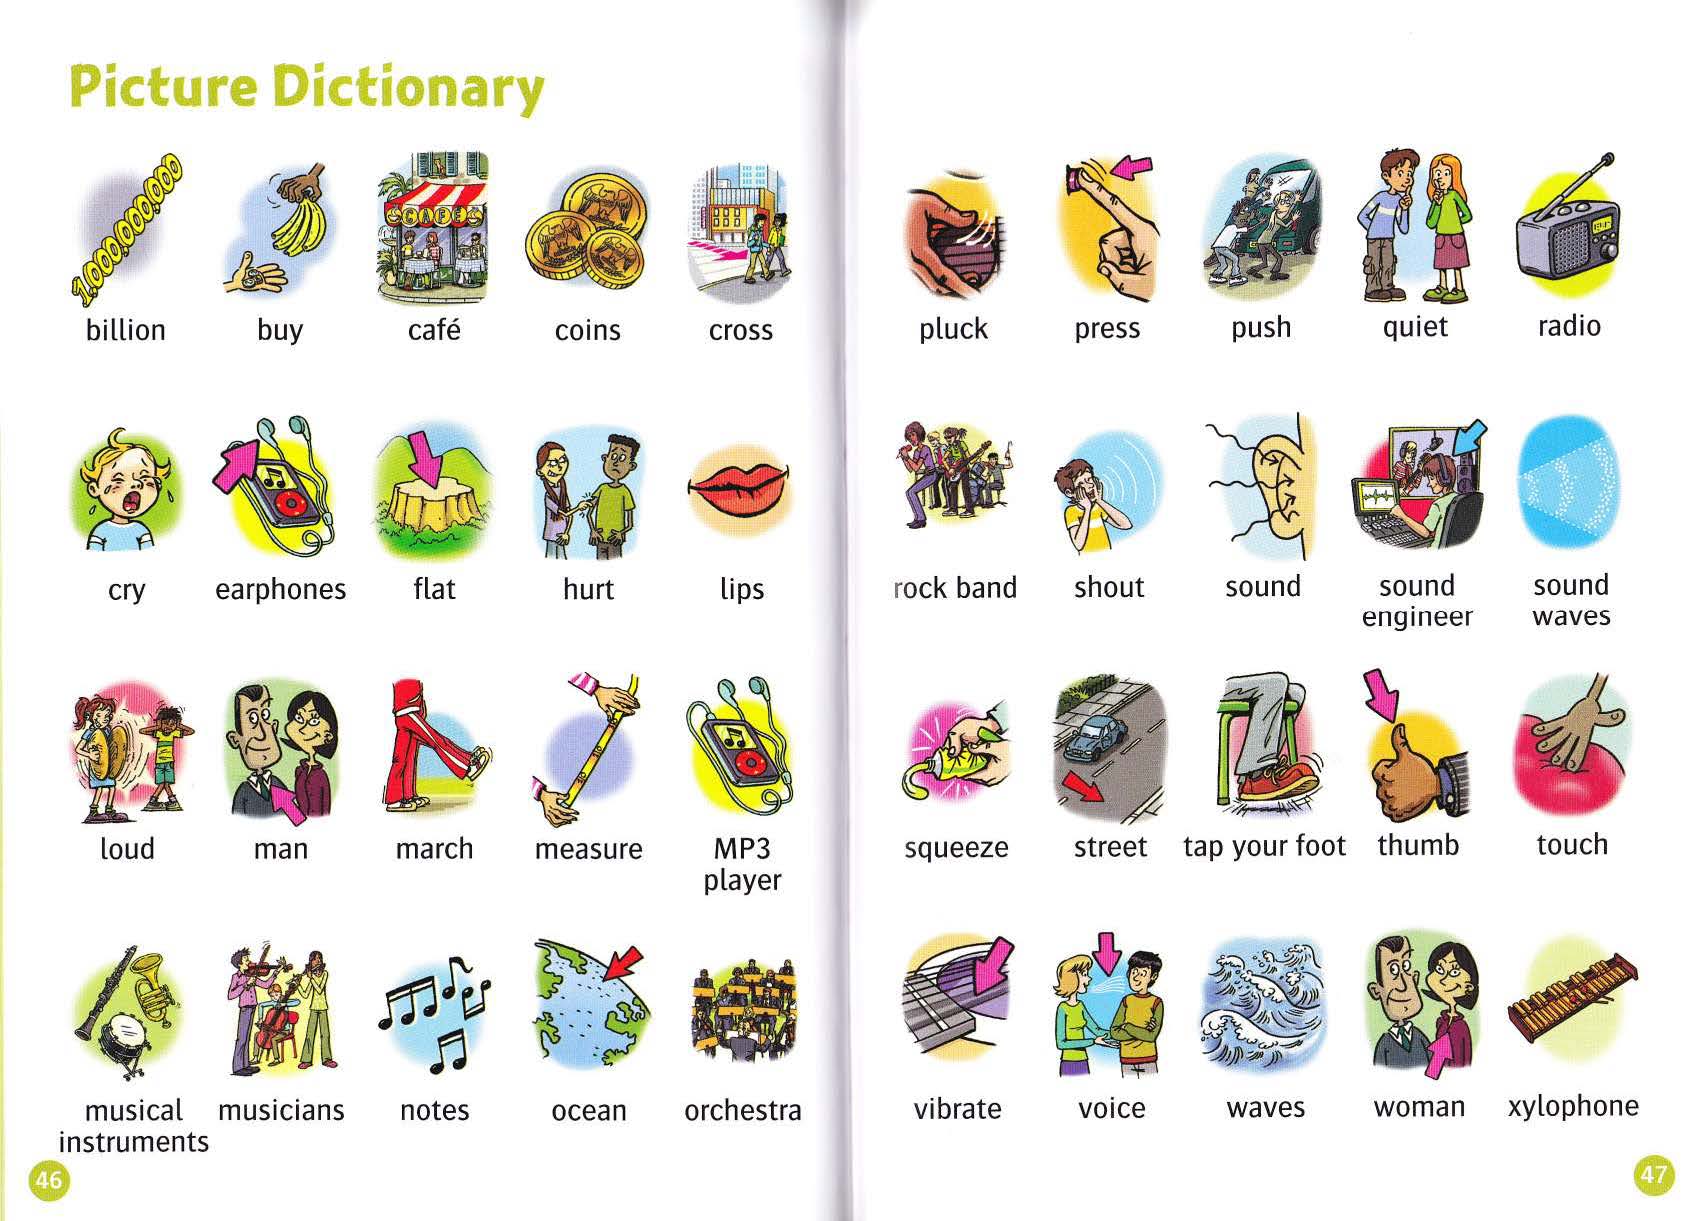 Picture Dictionary
1,000,000,000
CAFÉ
billion
buy
café
coins
cross
cry
earphones
flat
hurt
lips
loud
man
march
measure
MP3
player
musical
instruments
musicians
notes
ocean
orchestra
46
pluck
press
push
quiet
radio
rock band
shout
sound
sound
engineer
sound
waves
squeeze
street
tap your foot
thumb
touch
vibrate
voice
waves
woman
xylophone
47